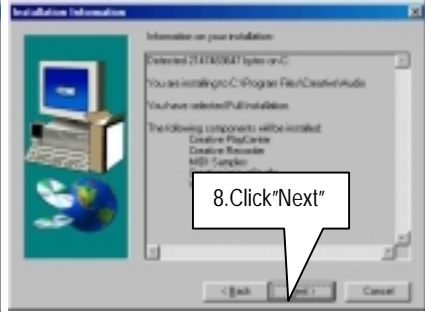 Installation Information
Information on your installation:
Detected 2147483647 bytes on C:
You are installing to C:\Program Files\Creative\Audio
You have selected Full Installation.
The following components will be installed:
Creative PlayCenter
Creative Recorder
MIDI Samples
8.Click"Next"
< Back
Cancel